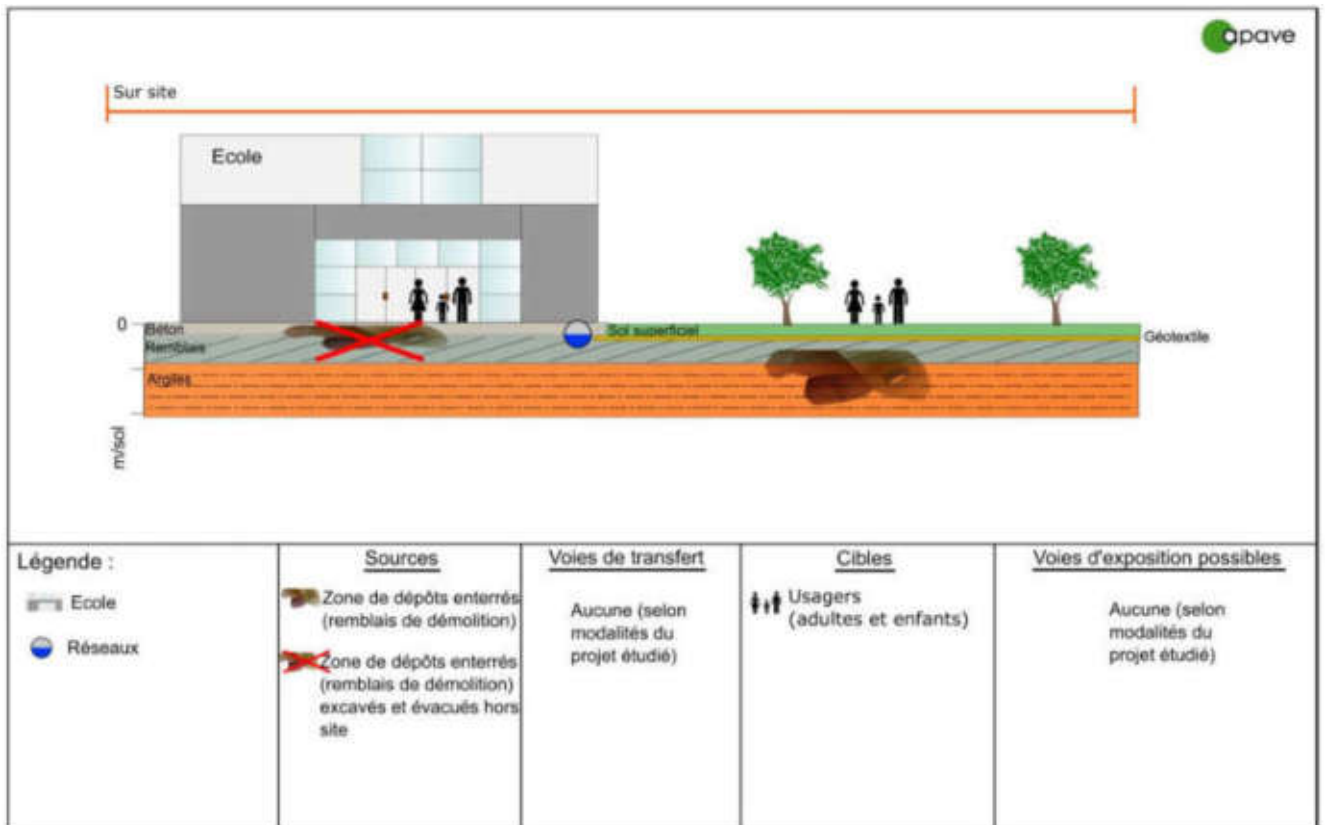 apave
Sur site
Ecole
0
Béton
Sol superficiel
Géotextile
Remblais
Argiles
m/sol
Légende :
Ecole
Réseaux
Sources
Zone de dépôts enterrés
(remblais de démolition)
Zone de dépôts enterrés
(remblais de démolition)
excavés et évacués hors
site
Voies de transfert
Aucune (selon
modalités du
projet étudié)
Cibles
Usagers
(adultes et enfants)
Voies d'exposition possibles
Aucune (selon
modalités du
projet étudié)